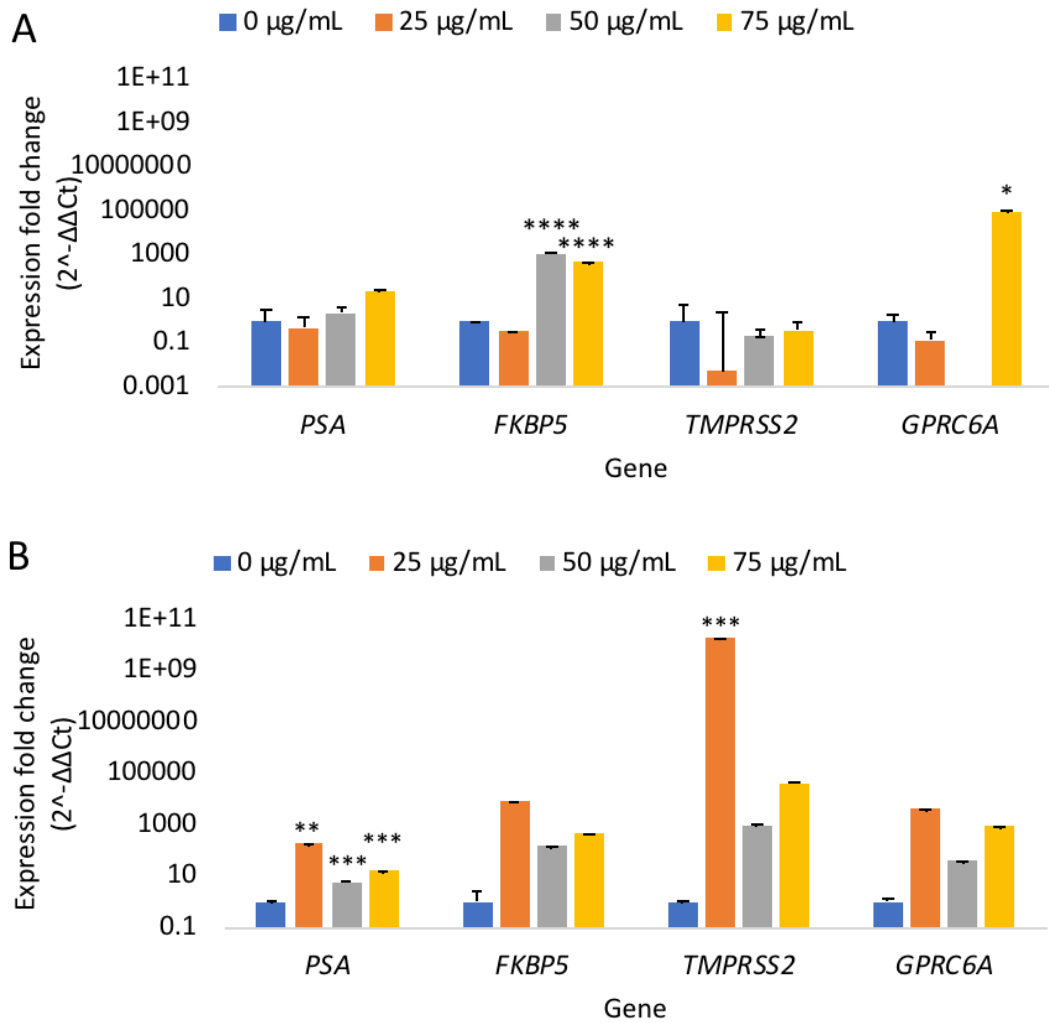 A
0 µg/mL 25 µg/mL 50 µg/mL 75 µg/mL
Expression fold change
(2^-ΔΔCt)
1E+11
1E+09
10000000
100000
1000
10
0.1
0.001
*
****
****
PSA FKBP5 TMPRSS2 GPRC6A
Gene
B
0 µg/mL 25 µg/mL 50 µg/mL 75 µg/mL
Expression fold change
(2^-ΔΔCt)
1E+11
1E+09
10000000
100000
1000
10
0.1
***
**
***
***
PSA FKBP5 TMPRSS2 GPRC6A
Gene